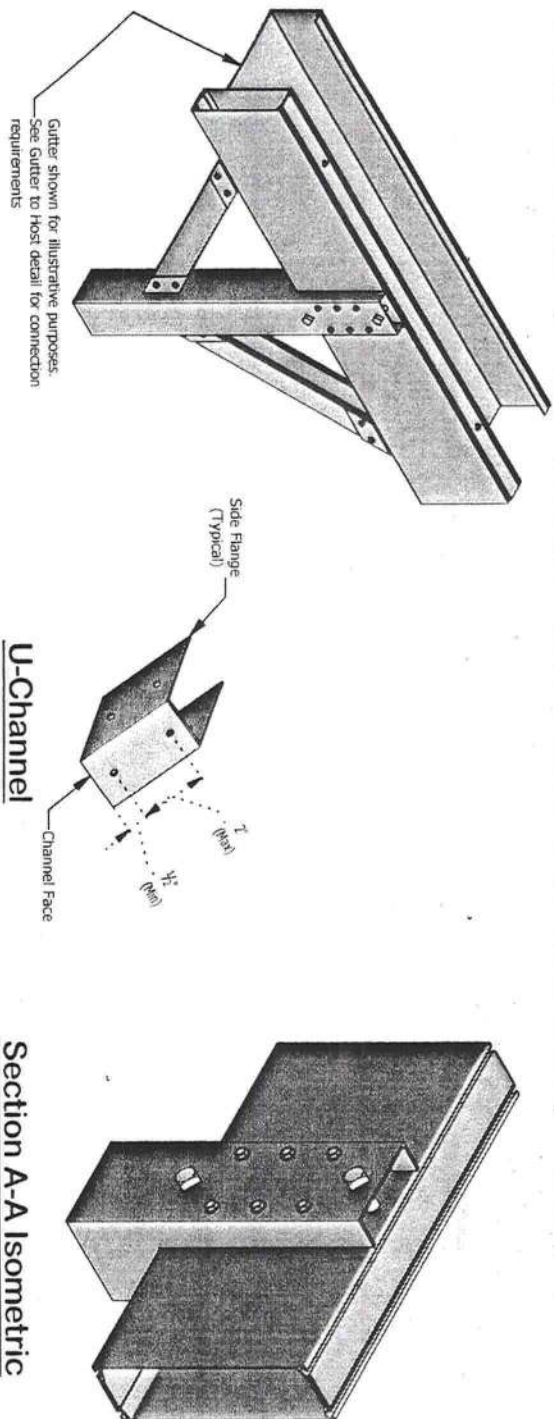 Gutter shown for illustrative purposes.
See Gutter to Host detail for connection
requirements
Side Flange
(Typical)
2"
(Max)
½"
(Min)
Channel Face
U-Channel
Section A-A Isometric